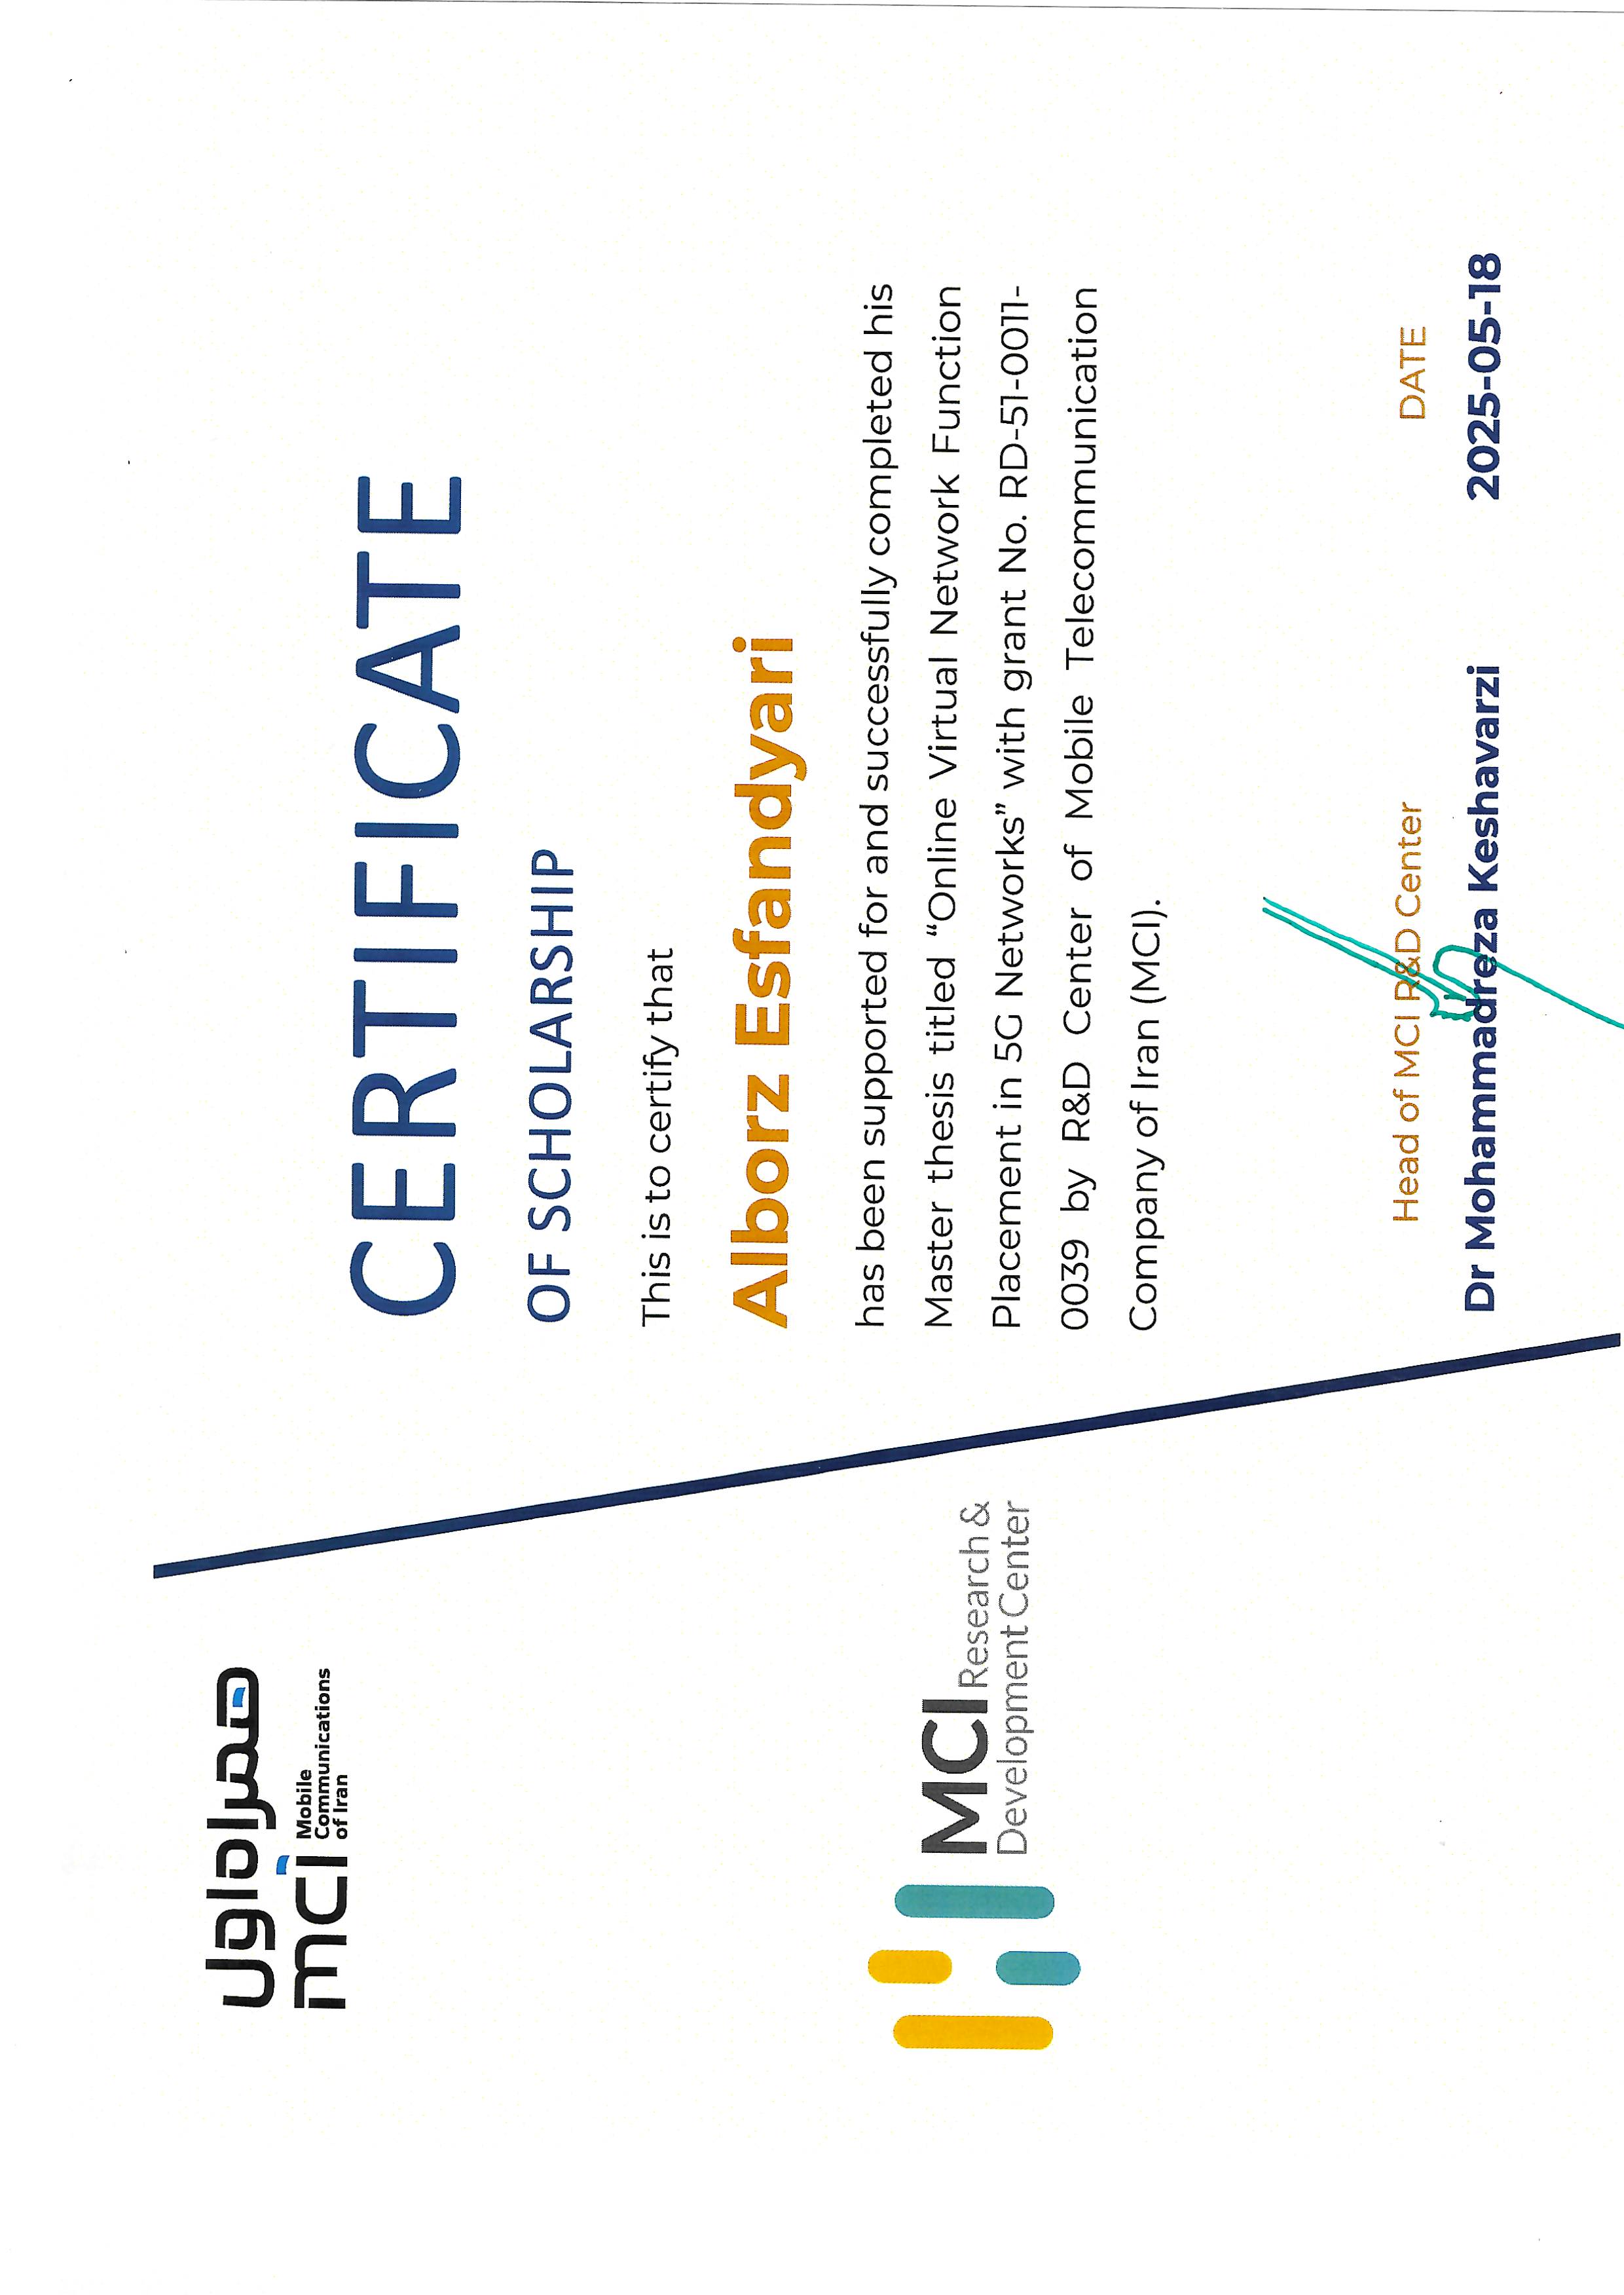 همراه اول
mci Mobile
Communications
of Iran
CERTIFICATE
OF SCHOLARSHIP
This is to certify that
Alborz Esfandyari
has been supported for and successfully completed his
Master thesis titled “Online Virtual Network Function
Placement in 5G Networks” with grant No. RD-51-0011-
0039 by R&D Center of Mobile Telecommunication
Company of Iran (MCI).
MCI Research &
Development Center
Head of MCI R&D Center
Dr Mohammadreza Keshavarzi
DATE
2025-05-18